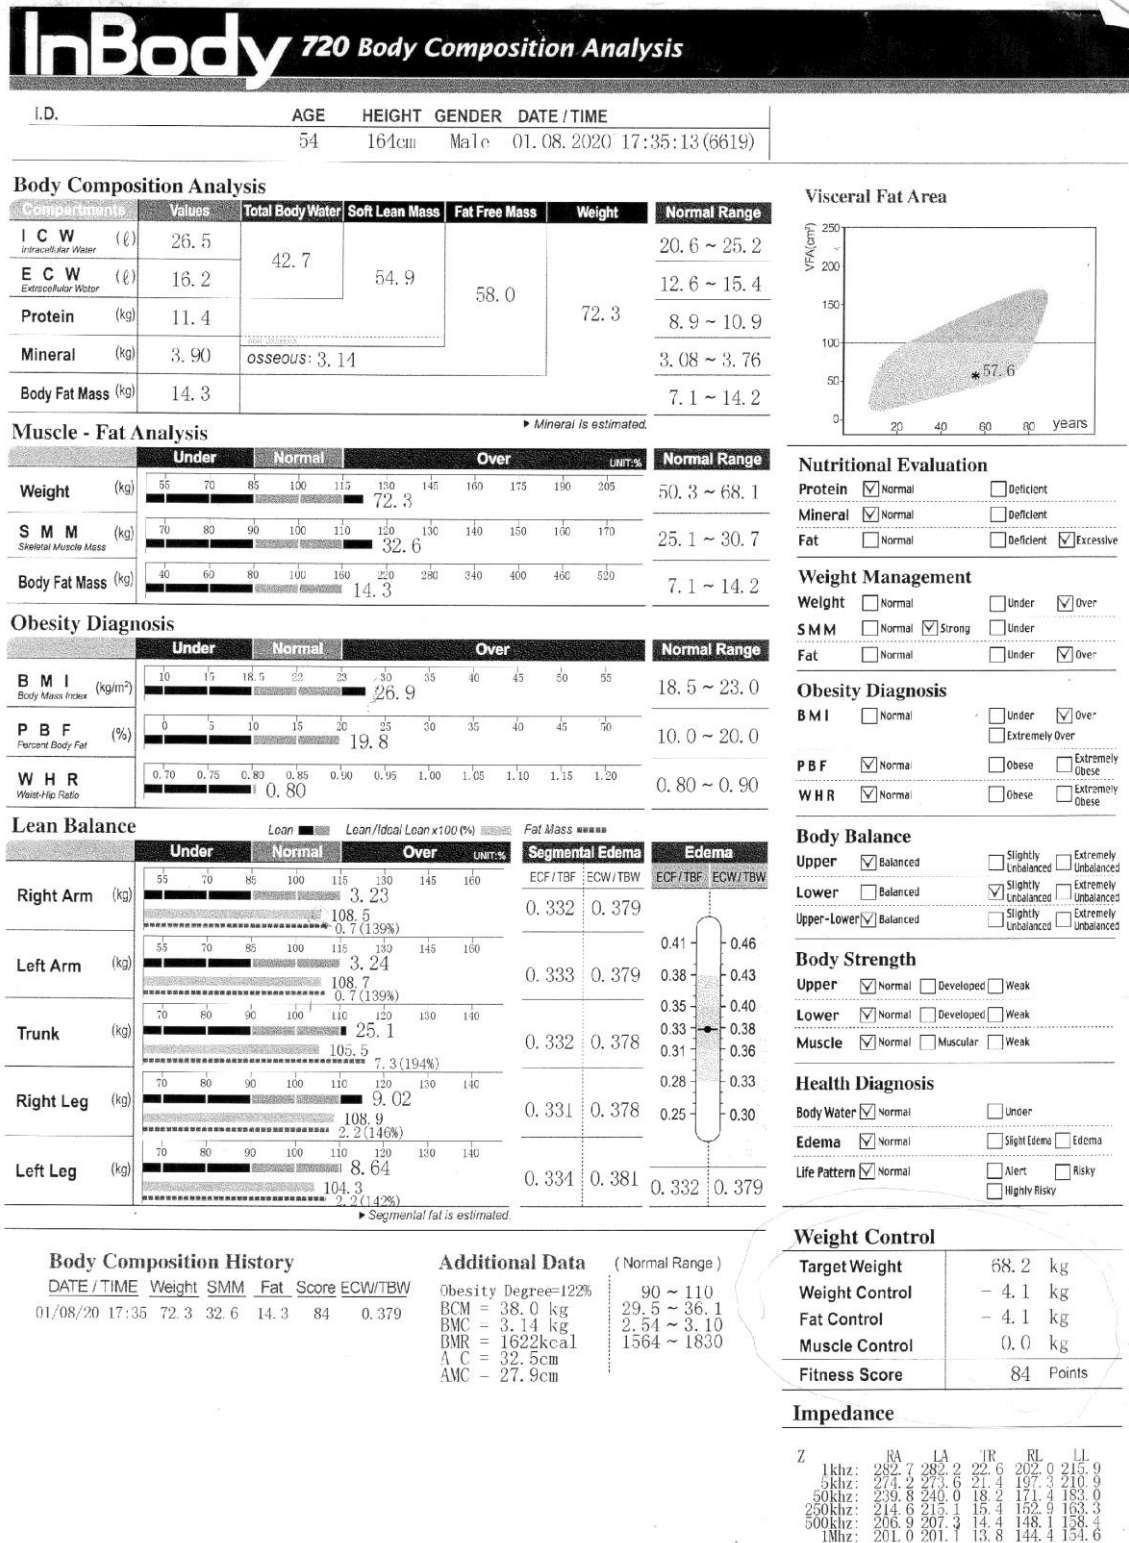 InBody 720 Body Composition Analysis
I.D. AGE HEIGHT GENDER DATE / TIME
54 164cm Male 01. 08. 2020 17:35:13 (6619)
Body Composition Analysis
Compartments Values Total Body Water Soft Lean Mass Fat Free Mass Weight Normal Range
I C W (ℓ) 26. 5 20. 6 ~ 25. 2
Intracellular Water
42. 7
E C W (ℓ) 16. 2 54. 9 12. 6 ~ 15. 4
Extracellular Water
58. 0
Protein (kg) 11. 4 72. 3 8. 9 ~ 10. 9
non osseous
Mineral (kg) 3. 90 osseous: 3. 14 3. 08 ~ 3. 76
Body Fat Mass (kg) 14. 3 7. 1 ~ 14. 2
▶ Mineral is estimated.
Muscle - Fat Analysis
Under Normal Over UNIT:% Normal Range
55 70 85 100 115 130 145 160 175 190 205
Weight (kg) 72. 3 50. 3 ~ 68. 1
70 80 90 100 110 120 130 140 150 160 170
S M M (kg) 32. 6 25. 1 ~ 30. 7
Skeletal Muscle Mass
40 60 80 100 160 220 280 340 400 460 520
Body Fat Mass (kg) 14. 3 7. 1 ~ 14. 2
Obesity Diagnosis
Under Normal Over Normal Range
10 15 18. 5 22 23 30 35 40 45 50 55
B M I (kg/m²) 26. 9 18. 5 ~ 23. 0
Body Mass Index
0 5 10 15 20 25 30 35 40 45 50
P B F (%) 19. 8 10. 0 ~ 20. 0
Percent Body Fat
0. 70 0. 75 0. 80 0. 85 0. 90 0. 95 1. 00 1. 05 1. 10 1. 15 1. 20
W H R 0. 80 0. 80 ~ 0. 90
Waist-Hip Ratio
Lean Balance Lean Lean / Ideal Lean x100 (%) Fat Mass
Under Normal Over UNIT:% Segmental Edema Edema
ECF / TBF ECW / TBW ECF / TBF ECW / TBW
55 70 85 100 115 130 145 160
Right Arm (kg) 3. 23 0. 332 0. 379
108. 5
0. 7 (139%)
55 70 85 100 115 130 145 160
Left Arm (kg) 3. 24 0. 333 0. 379
108. 7
0. 7 (139%)
70 80 90 100 110 120 130 140
Trunk (kg) 25. 1 0. 332 0. 378
105. 5
7. 3 (194%)
70 80 90 100 110 120 130 140
Right Leg (kg) 9. 02 0. 331 0. 378
108. 9
2. 2 (146%)
70 80 90 100 110 120 130 140
Left Leg (kg) 8. 64 0. 334 0. 381
104. 3
2. 2 (142%)
0.41 0.46
0.38 0.43
0.35 0.40
0.33 0.38
0.31 0.36
0.28 0.33
0.25 0.30
0. 332 0. 379
▶ Segmental fat is estimated.
Body Composition History
DATE / TIME Weight SMM Fat Score ECW/TBW
01/08/20 17:35 72. 3 32. 6 14. 3 84 0. 379
Additional Data ( Normal Range )
Obesity Degree=122% 90 ~ 110
BCM = 38. 0 kg 29. 5 ~ 36. 1
BMC = 3. 14 kg 2. 54 ~ 3. 10
BMR = 1622kcal 1564 ~ 1830
A C = 32. 5cm
AMC = 27. 9cm
Visceral Fat Area
VFA(cm²)
250
200
150
100
50
0
57. 6
20 40 60 80 years
Nutritional Evaluation
Protein Normal Deficient
Mineral Normal Deficient
Fat Normal Deficient Excessive
Weight Management
Weight Normal Under Over
SMM Normal Strong Under
Fat Normal Under Over
Obesity Diagnosis
BMI Normal Under Over
Extremely Over
PBF Normal Obese Extremely Obese
WHR Normal Obese Extremely Obese
Body Balance
Upper Balanced Slightly Unbalanced Extremely Unbalanced
Lower Balanced Slightly Unbalanced Extremely Unbalanced
Upper-Lower Balanced Slightly Unbalanced Extremely Unbalanced
Body Strength
Upper Normal Developed Weak
Lower Normal Developed Weak
Muscle Normal Muscular Weak
Health Diagnosis
Body Water Normal Under
Edema Normal Slight Edema Edema
Life Pattern Normal Alert Risky
Highly Risky
Weight Control
Target Weight 68. 2 kg
Weight Control - 4. 1 kg
Fat Control - 4. 1 kg
Muscle Control 0. 0 kg
Fitness Score 84 Points
Impedance
Z RA LA TR RL LL
1khz: 282. 7 282. 2 22. 6 202. 0 215. 9
5khz: 274. 2 273. 6 21. 4 197. 3 210. 9
50khz: 239. 8 240. 0 18. 2 171. 4 183. 0
250khz: 214. 6 215. 1 15. 4 152. 9 163. 3
500khz: 206. 9 207. 3 14. 4 148. 1 158. 4
1Mhz: 201. 0 201. 1 13. 8 144. 4 154. 6